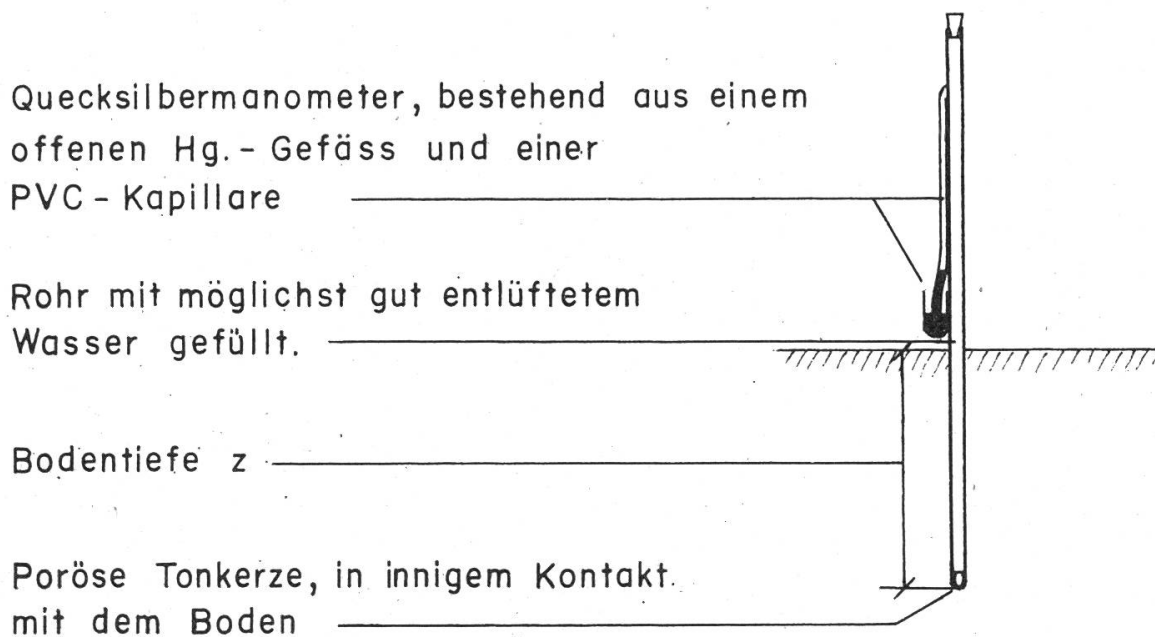 Quecksilbermanometer, bestehend aus einem
offenen Hg.- Gefäss und einer
PVC - Kapillare
Rohr mit möglichst gut entlüftetem
Wasser gefüllt.
Bodentiefe z
Poröse Tonkerze, in innigem Kontakt
mit dem Boden